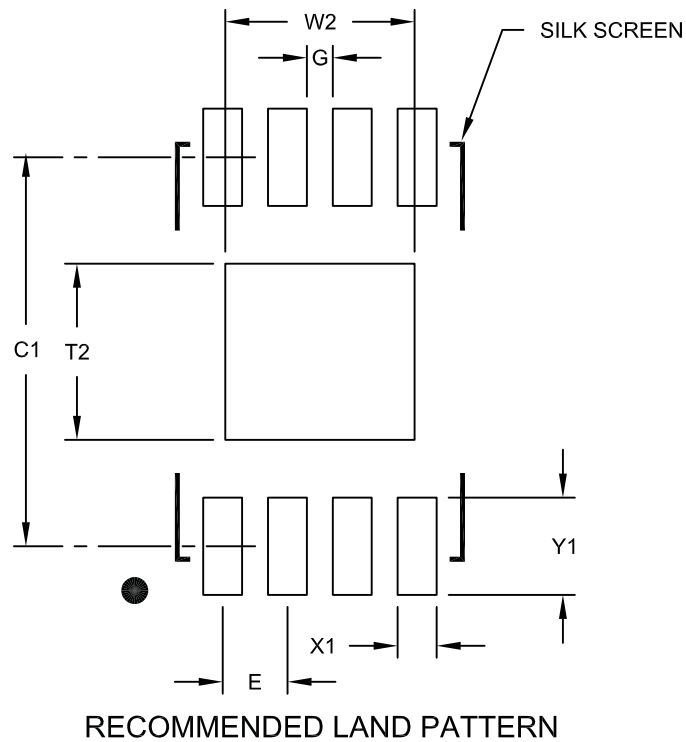 W2
SILK SCREEN
G
C1
T2
Y1
X1
E
RECOMMENDED LAND PATTERN